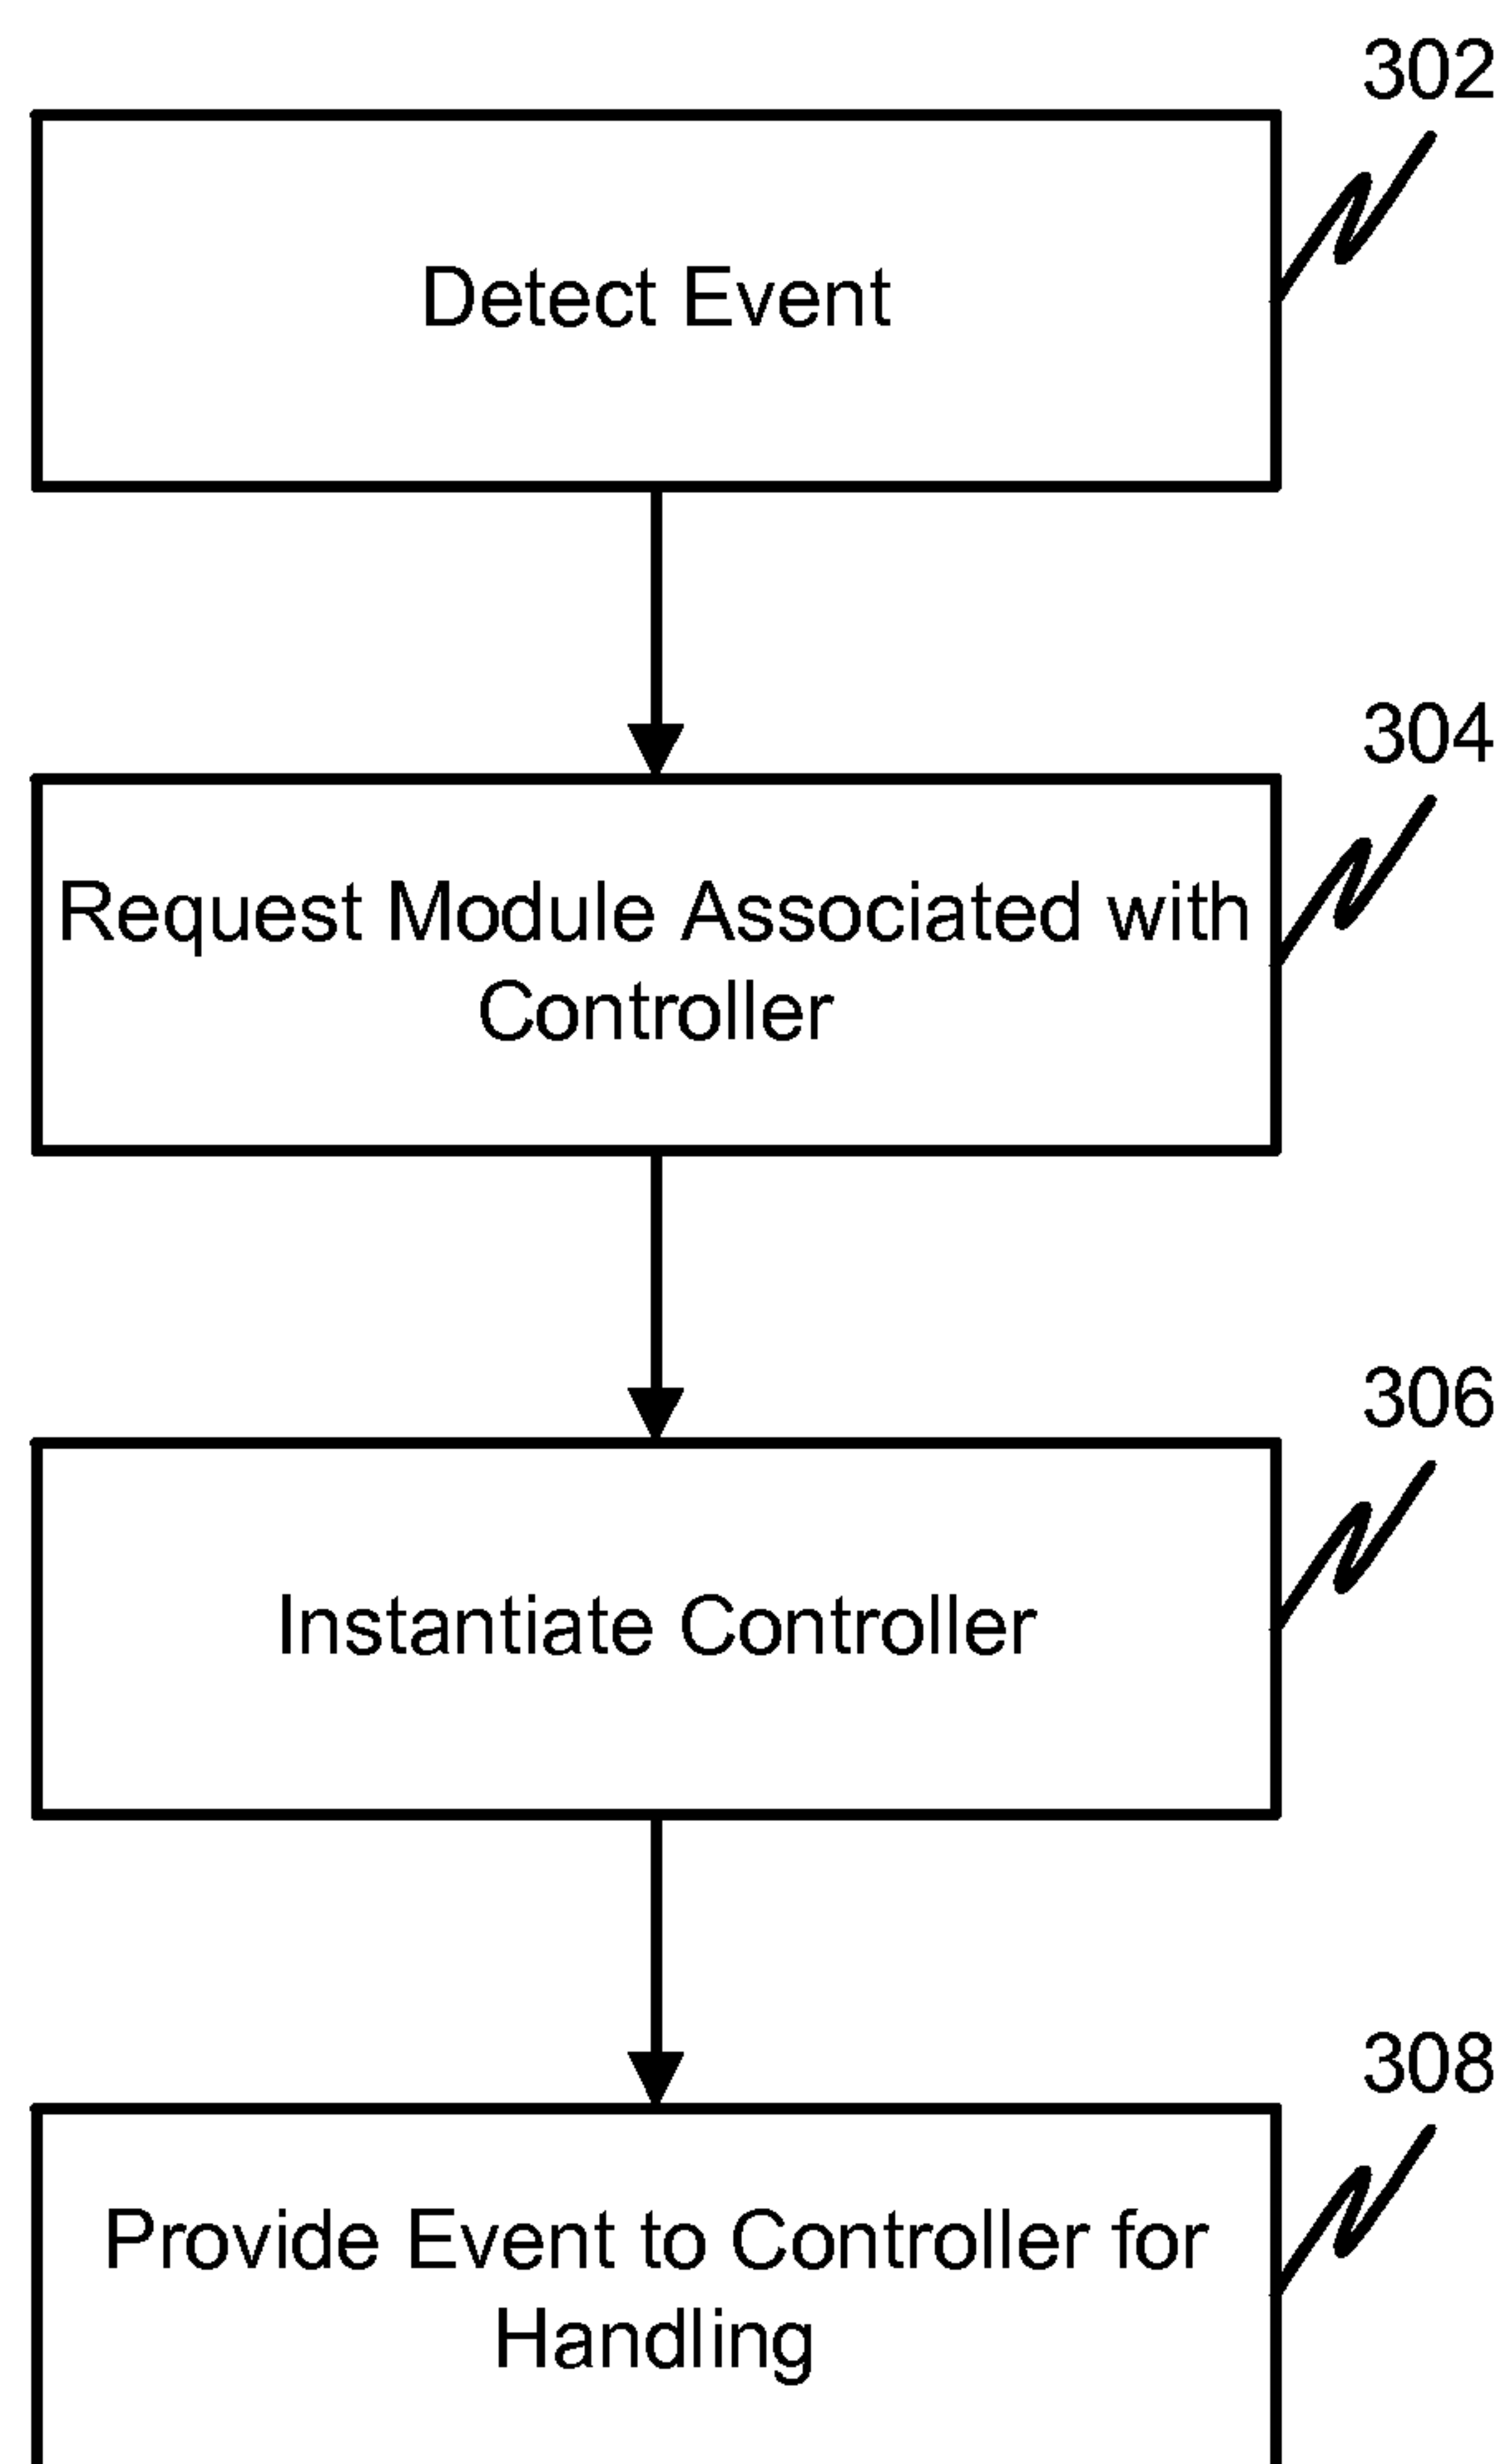 302
Detect Event
304
Request Module Associated with
Controller
306
Instantiate Controller
308
Provide Event to Controller for
Handling